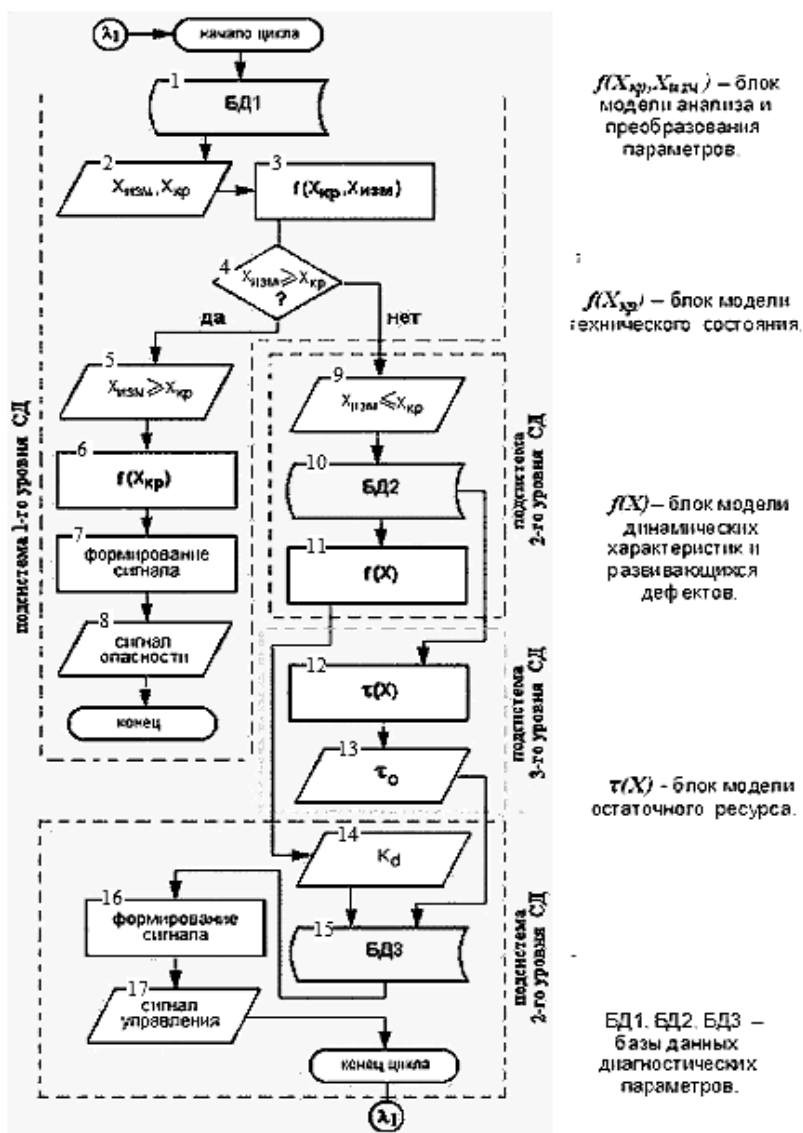 λ1
начало цикла
1
БД1
2
Xизм, Xкр
3
f(Xкр, Xизм)
4
Xизм ⩾ Xкр
?
да
нет
5
Xизм ⩾ Xкр
6
f(Xкр)
7
формирование
сигнала
8
сигнал
опасности
конец
подсистема 1-го уровня СД
9
Xизм ⩽ Xкр
10
БД2
11
f(X)
подсистема
2-го уровня СД
12
τ(X)
13
τо
подсистема
3-го уровня СД
14
Kd
15
БД3
16
формирование
сигнала
17
сигнал
управления
конец цикла
λ1
подсистема
2-го уровня СД
f(Xкр, Xизм) – блок
модели анализа и
преобразования
параметров.
f(Xкр) – блок модели
технического состояния,
f(X) – блок модели
динамических
характеристик и
развивающихся
дефектов.
τ(X) - блок модели
остаточного ресурса.
БД1, БД2, БД3 –
базы данных
диагностических
параметров.